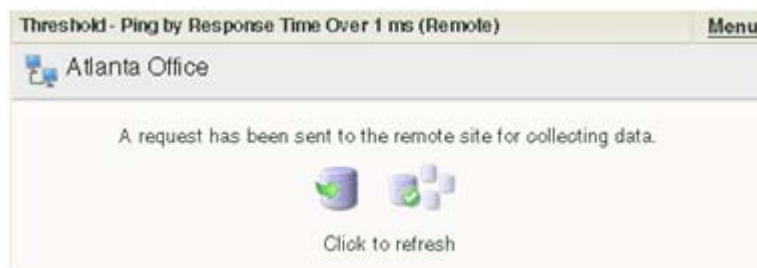 Threshold - Ping by Response Time Over 1 ms (Remote)
Menu
Atlanta Office
A request has been sent to the remote site for collecting data.
Click to refresh